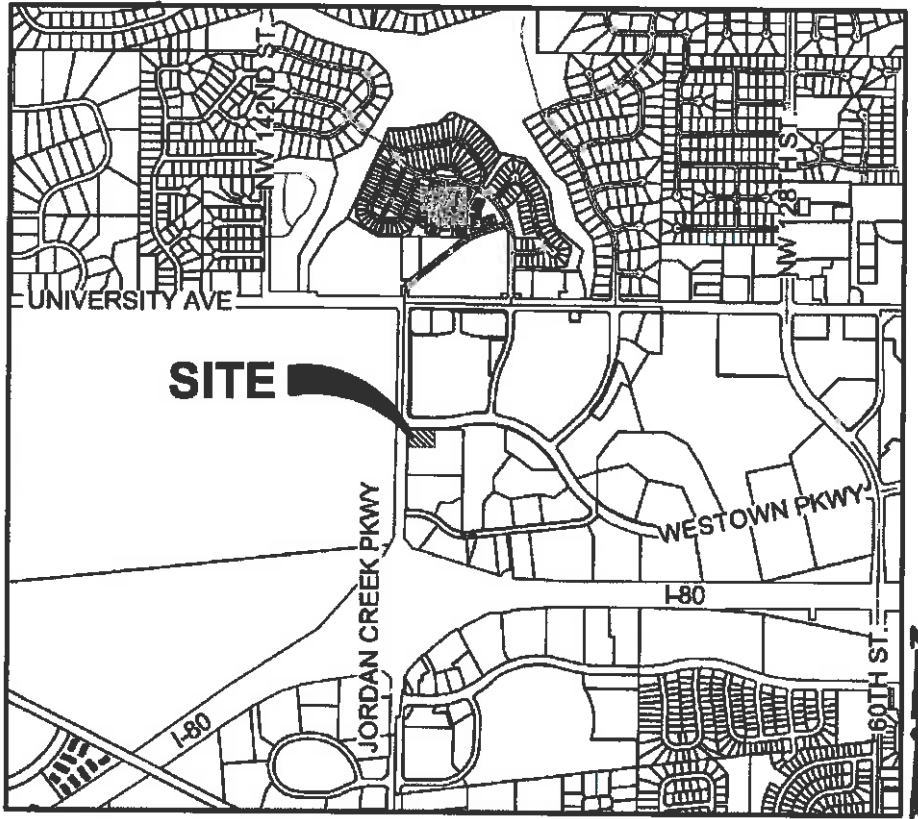 NW 142ND ST.
NW 128TH ST.
UNIVERSITY AVE
SITE
JORDAN CREEK PKWY
WESTOWN PKWY
I-80
60TH ST.
I-80